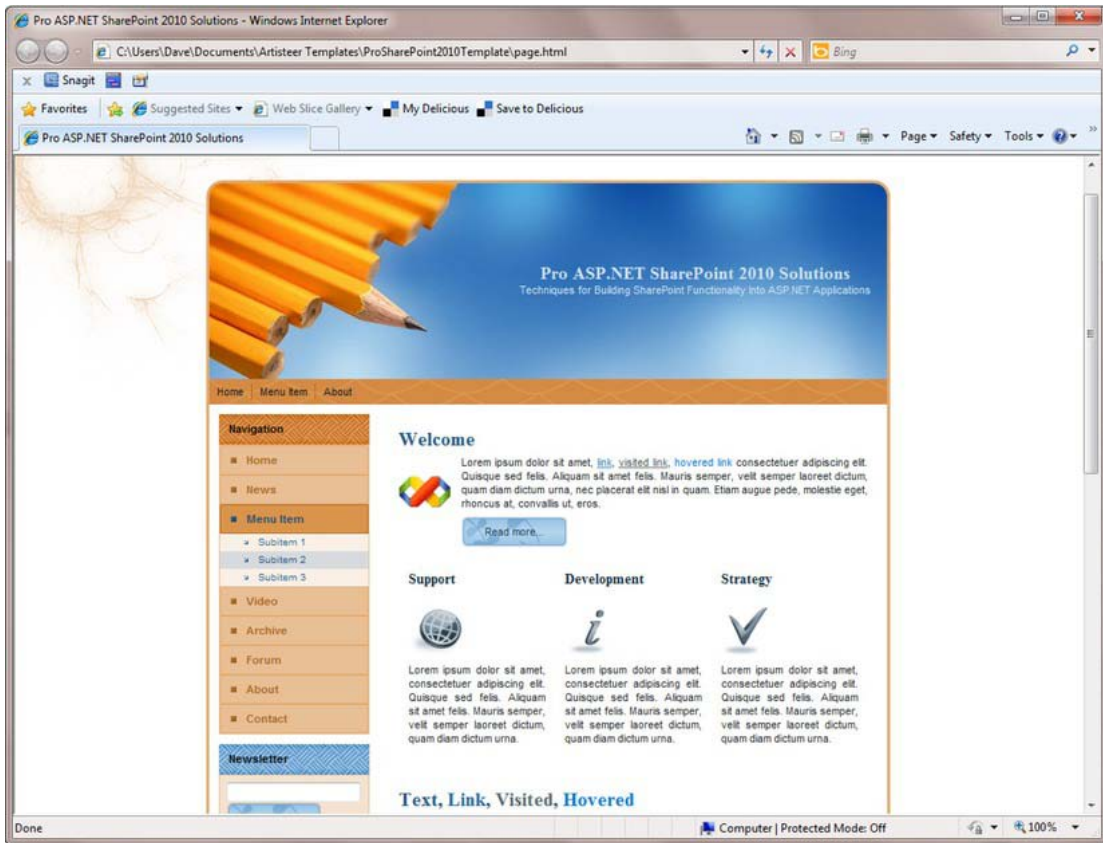 Pro ASP.NET SharePoint 2010 Solutions - Windows Internet Explorer
C:\Users\Dave\Documents\Artisteer Templates\ProSharePoint2010Template\page.html
Bing
x Snagit
Favorites Suggested Sites Web Slice Gallery My Delicious Save to Delicious
Pro ASP.NET SharePoint 2010 Solutions
Page Safety Tools
Pro ASP.NET SharePoint 2010 Solutions
Techniques for Building SharePoint Functionality Into ASP.NET Applications
Home Menu Item About
Navigation
Home
News
Menu Item
Subitem 1
Subitem 2
Subitem 3
Video
Archive
Forum
About
Contact
Newsletter
Welcome
Lorem ipsum dolor sit amet, link, visited link, hovered link consectetuer adipiscing elit.
Quisque sed felis. Aliquam sit amet felis. Mauris semper, velit semper laoreet dictum,
quam diam dictum urna, nec placerat elit nisl in quam. Etiam augue pede, molestie eget,
rhoncus at, convallis ut, eros.
Read more...
Support
Lorem ipsum dolor sit amet,
consectetuer adipiscing elit.
Quisque sed felis. Aliquam
sit amet felis. Mauris semper,
velit semper laoreet dictum,
quam diam dictum urna.
Development
Lorem ipsum dolor sit amet,
consectetuer adipiscing elit.
Quisque sed felis. Aliquam
sit amet felis. Mauris semper,
velit semper laoreet dictum,
quam diam dictum urna.
Strategy
Lorem ipsum dolor sit amet,
consectetuer adipiscing elit.
Quisque sed felis. Aliquam
sit amet felis. Mauris semper,
velit semper laoreet dictum,
quam diam dictum urna.
Text, Link, Visited, Hovered
Done
Computer | Protected Mode: Off
100%